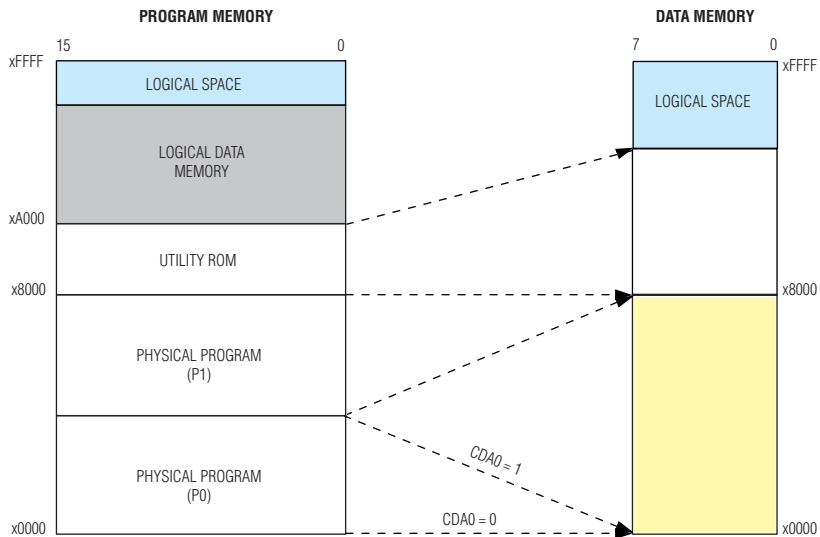 PROGRAM MEMORY
15 0
xFFFF
LOGICAL SPACE
LOGICAL DATA
MEMORY
xA000
UTILITY ROM
x8000
PHYSICAL PROGRAM
(P1)
PHYSICAL PROGRAM
(P0)
x0000
CDA0 = 1
CDA0 = 0
DATA MEMORY
7 0
xFFFF
LOGICAL SPACE
x8000
x0000